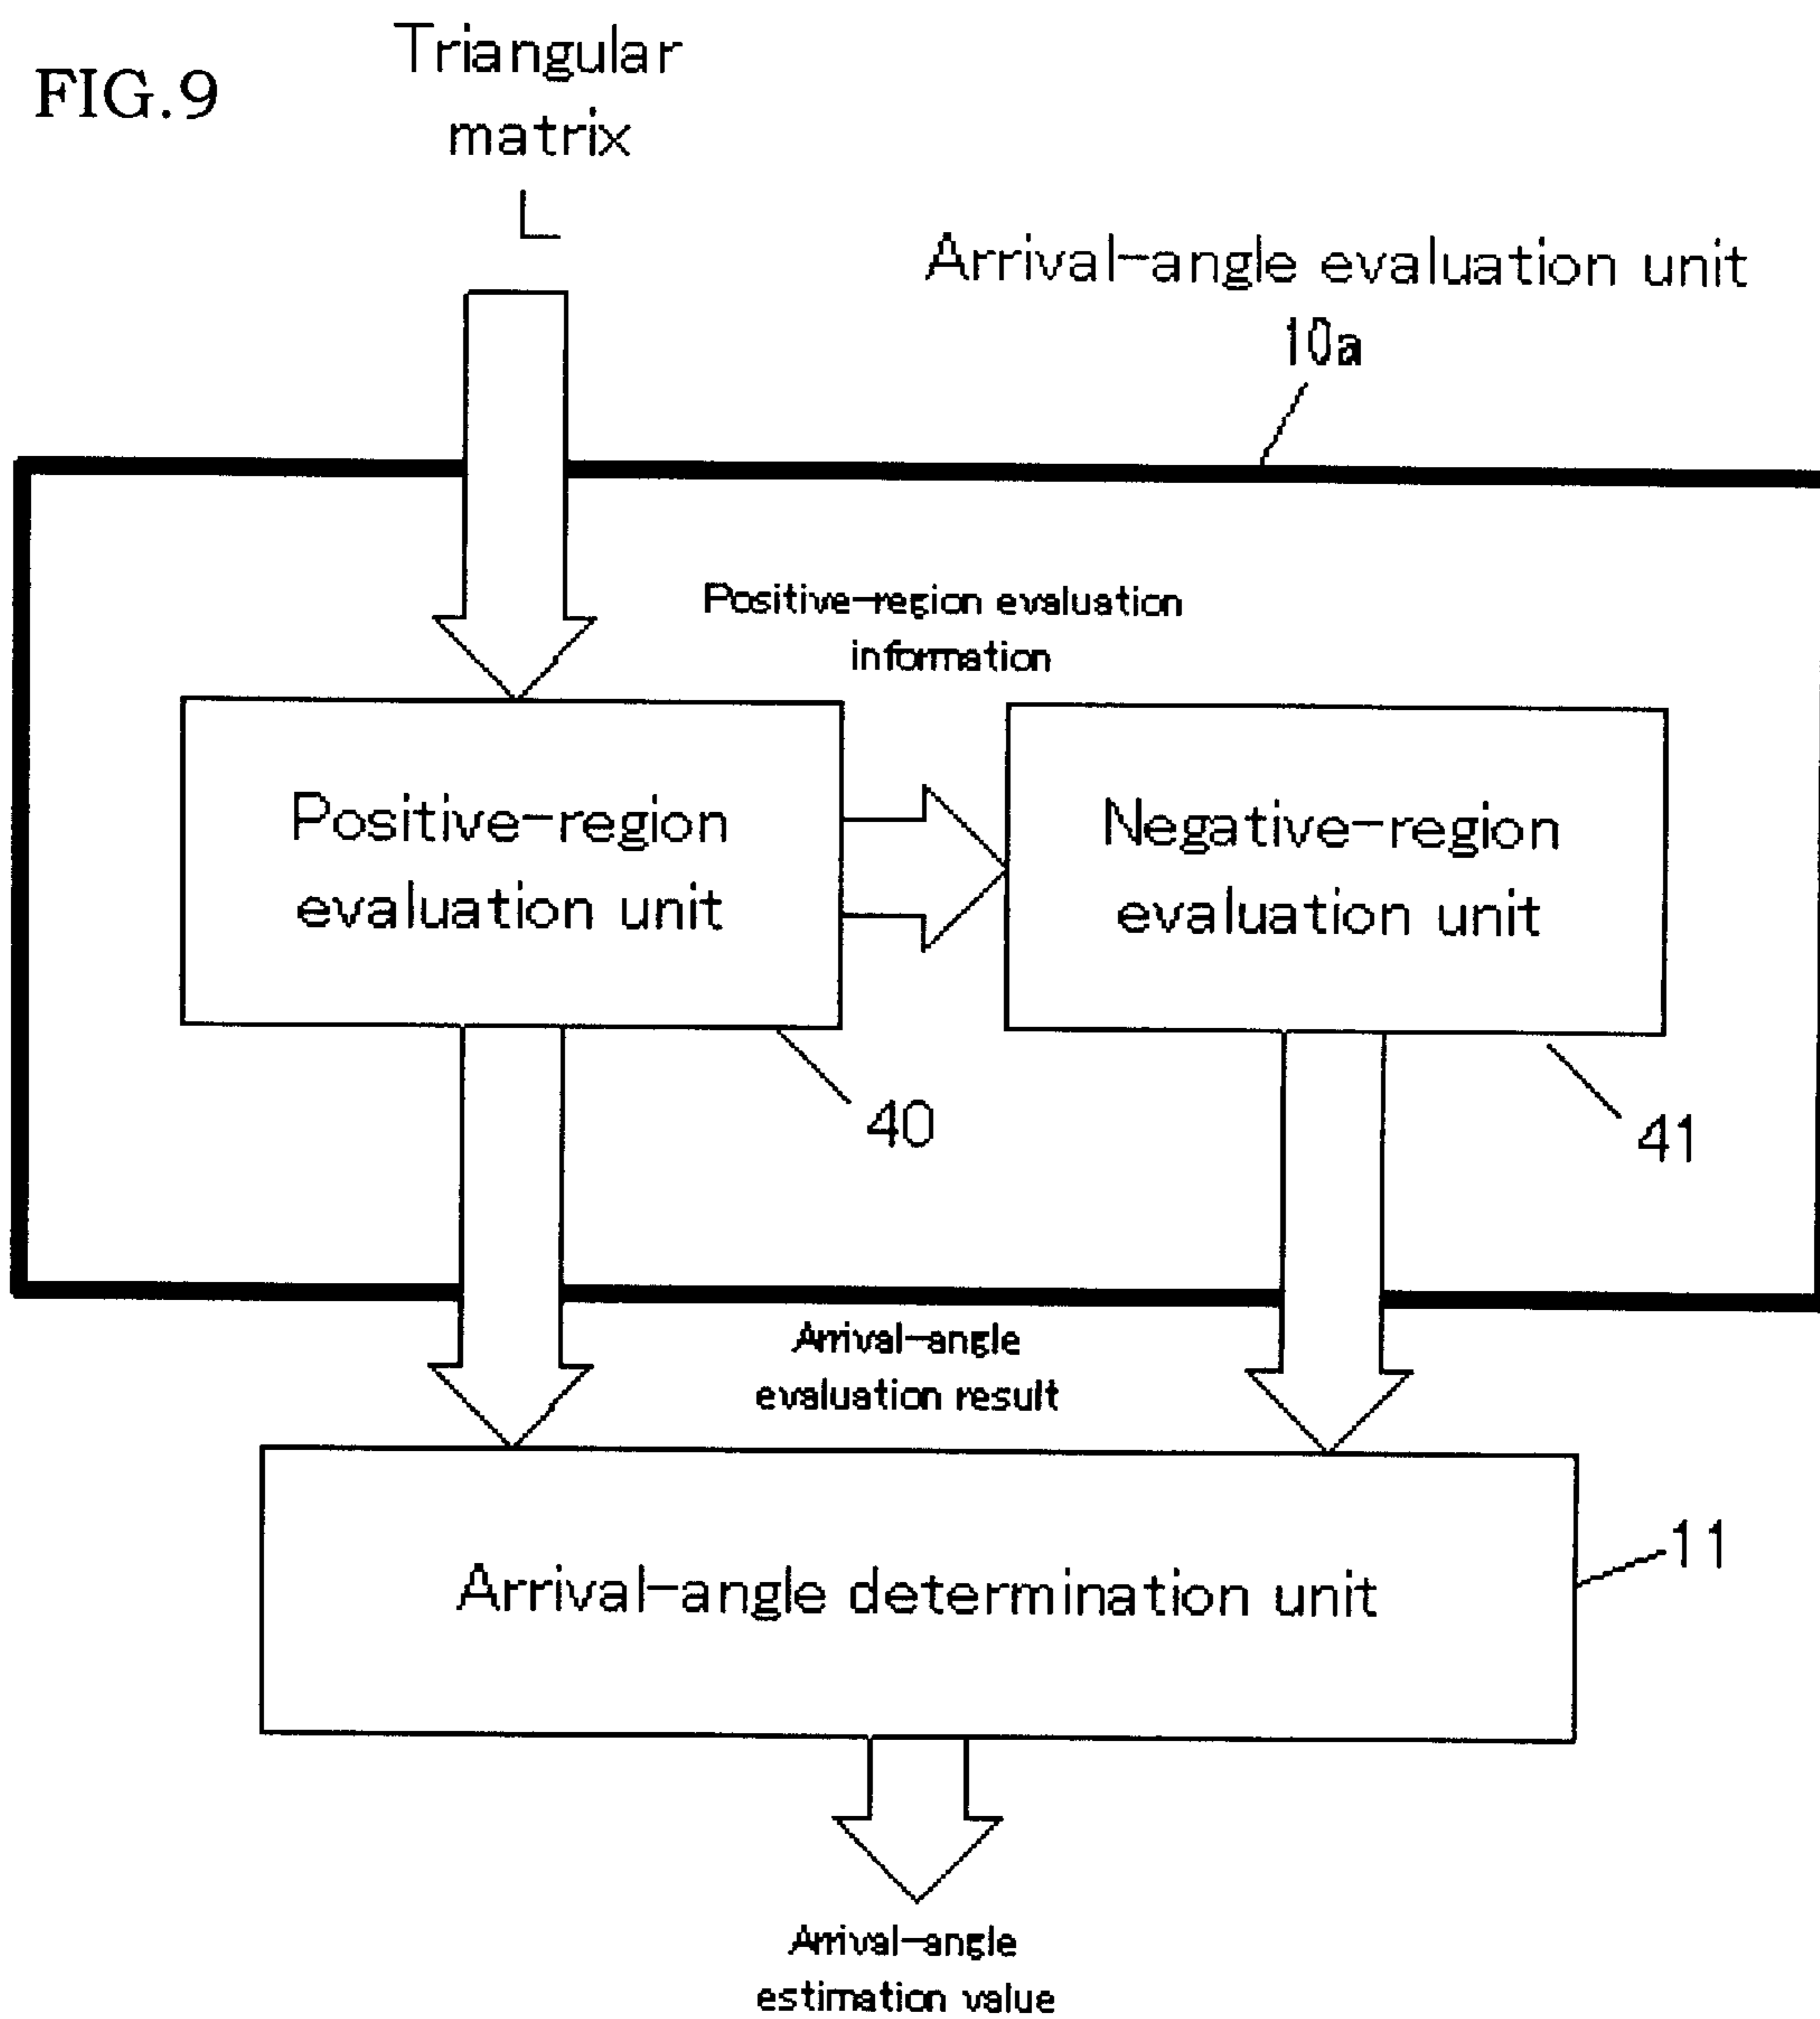 FIG.9
Triangular
matrix
L
Arrival-angle evaluation unit
10a
Positive-region evaluation
information
Positive-region
evaluation unit
Negative-region
evaluation unit
40
41
Arrival-angle
evaluation result
Arrival-angle determination unit
11
Arrival-angle
estimation value